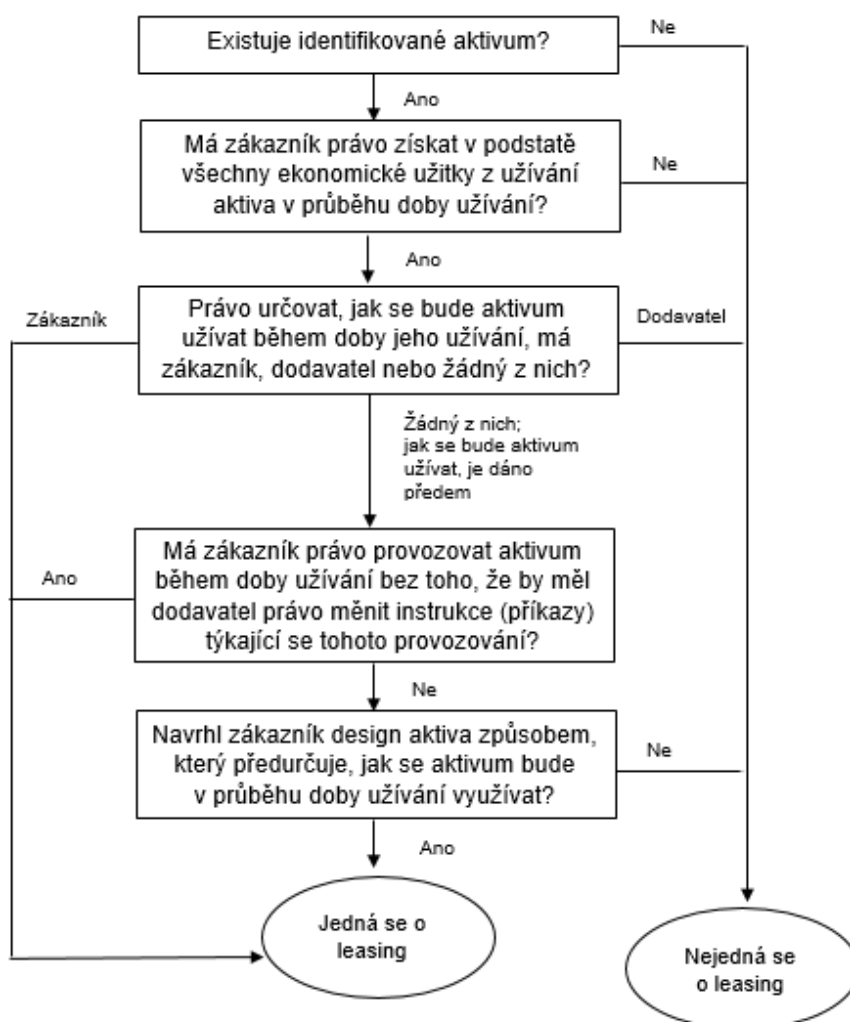 Existuje identifikované aktivum?
Ne
Ano
Má zákazník právo získat v podstatě
všechny ekonomické užitky z užívání
aktiva v průběhu doby užívání?
Ne
Ano
Zákazník
Právo určovat, jak se bude aktivum
užívat během doby jeho užívání, má
zákazník, dodavatel nebo žádný z nich?
Dodavatel
Žádný z nich;
jak se bude aktivum
užívat, je dáno
předem
Ano
Má zákazník právo provozovat aktivum
během doby užívání bez toho, že by měl
dodavatel právo měnit instrukce (příkazy)
týkající se tohoto provozování?
Ne
Navrhl zákazník design aktiva způsobem,
který předurčuje, jak se aktivum bude
v průběhu doby užívání využívat?
Ne
Ano
Jedná se o
leasing
Nejedná se
o leasing